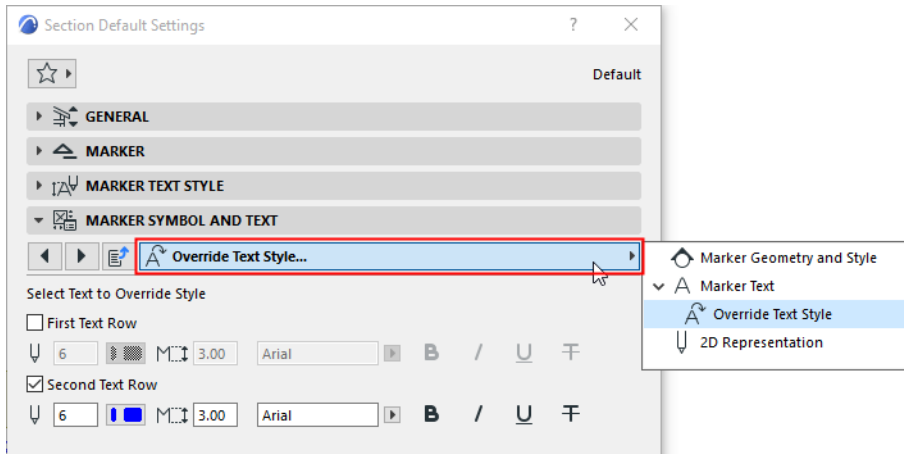 Section Default Settings
Default
GENERAL
MARKER
MARKER TEXT STYLE
MARKER SYMBOL AND TEXT
Override Text Style...
Marker Geometry and Style
Marker Text
Override Text Style
2D Representation
Select Text to Override Style
First Text Row
6 3.00 Arial B I U T
Second Text Row
6 3.00 Arial B I U T